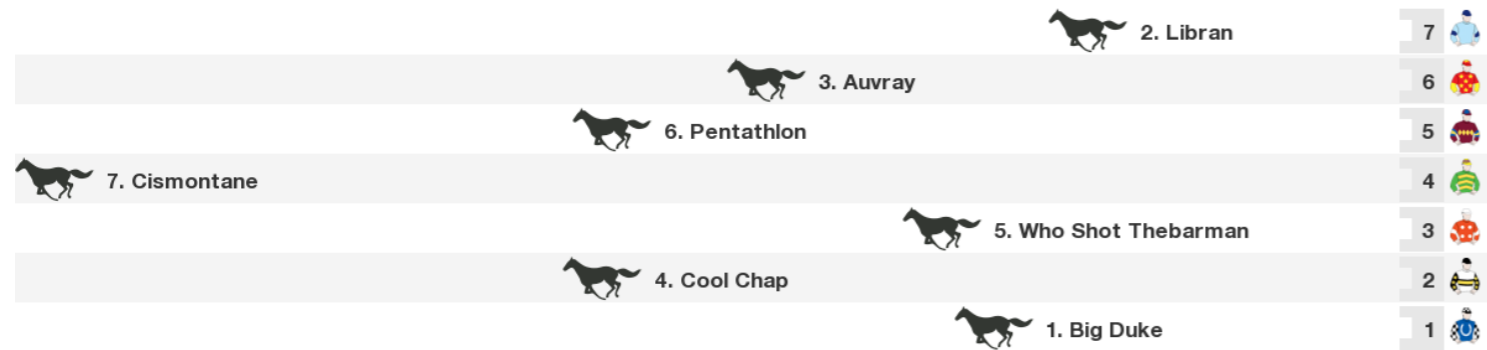 2. Libran 7
3. Auvray 6
6. Pentathlon 5
7. Cismontane 4
5. Who Shot Thebarman 3
4. Cool Chap 2
1. Big Duke 1